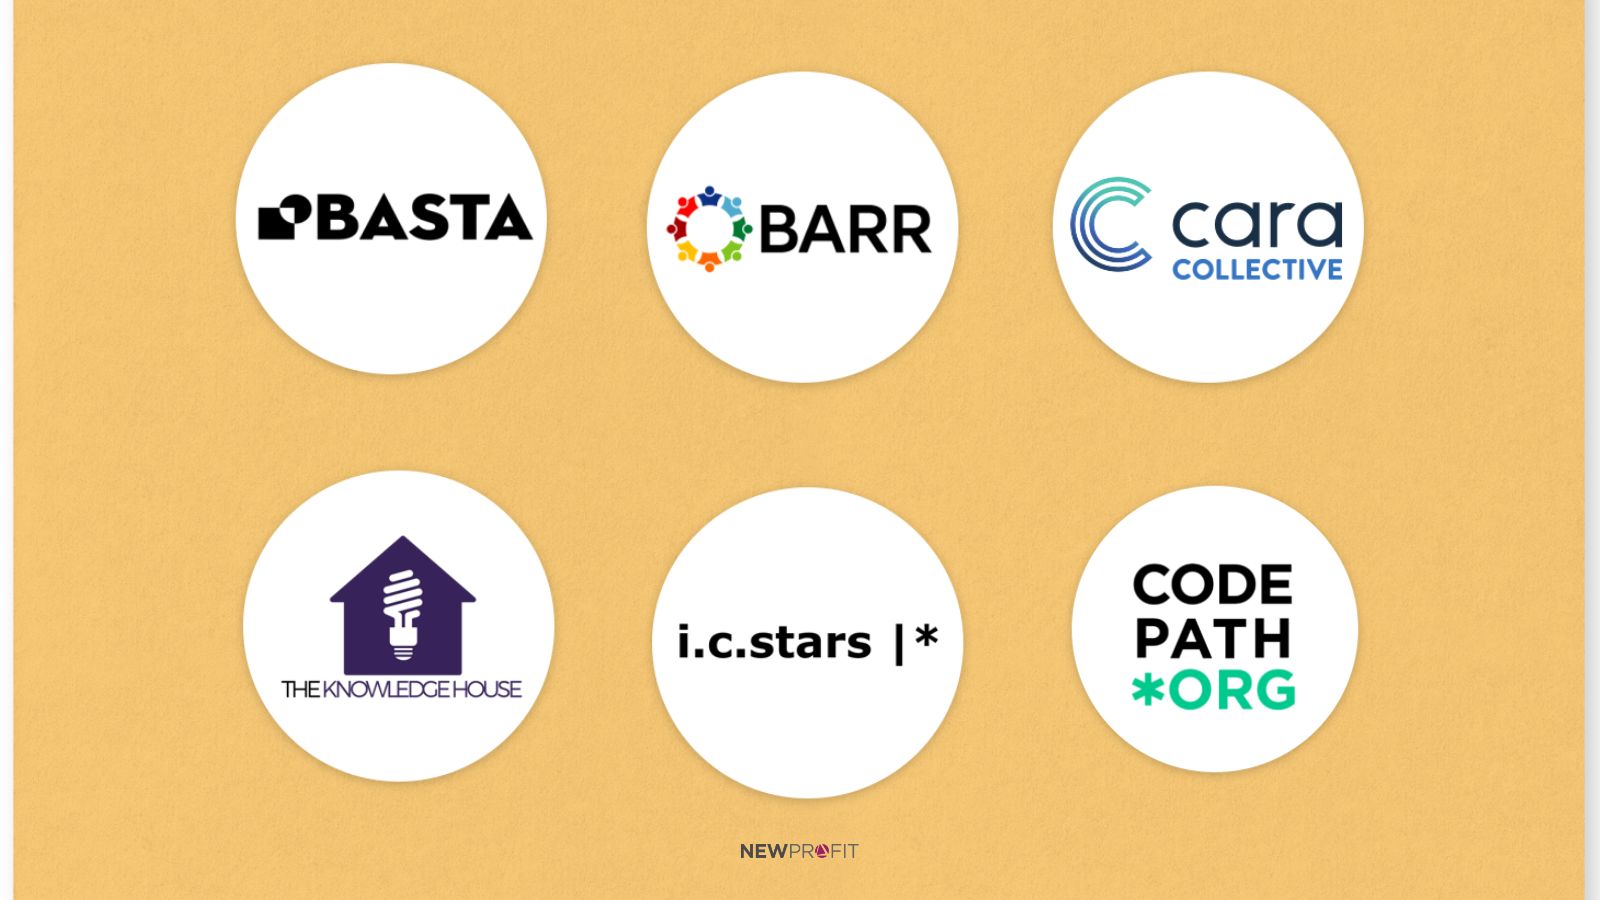 BASTA
BARR
cara
COLLECTIVE
THE KNOWLEDGE HOUSE
i.c.stars |*
CODE
PATH
*ORG
NEWPROFIT